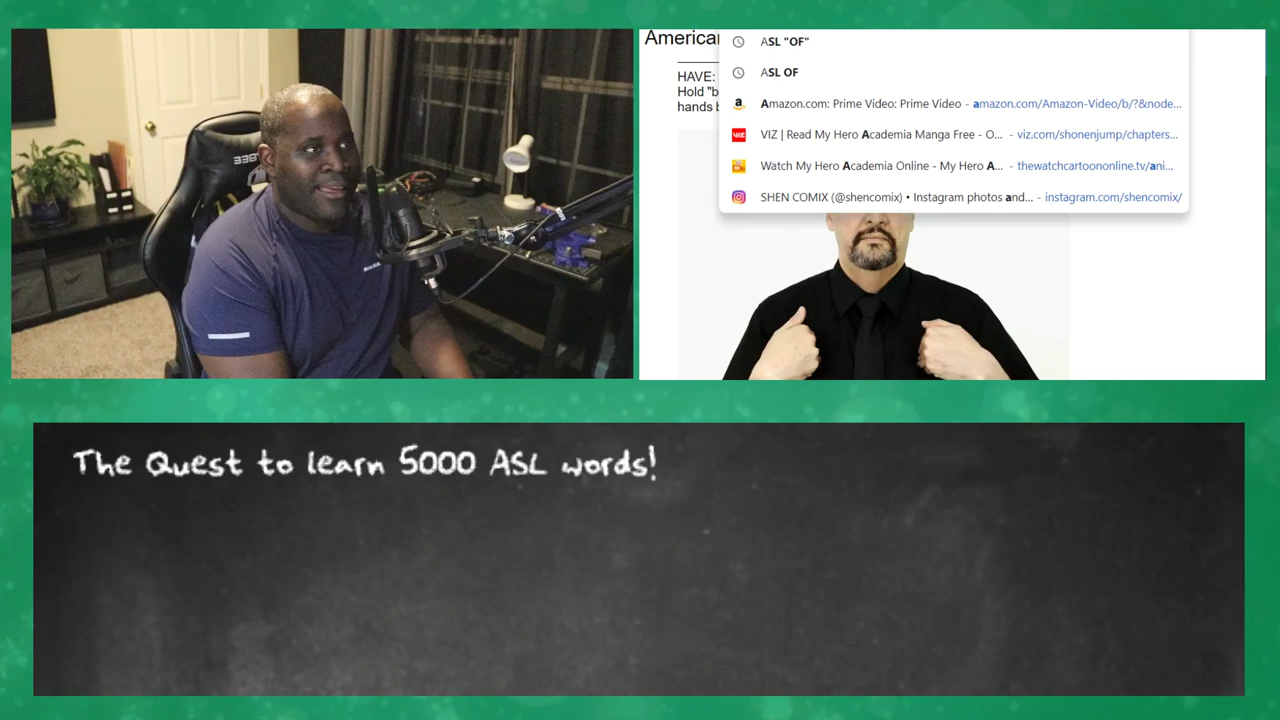 America
HAVE:
Hold "b
hands b
ASL "OF"
ASL OF
Amazon.com: Prime Video: Prime Video - amazon.com/Amazon-Video/b/?&node...
VIZ | Read My Hero Academia Manga Free - O... - viz.com/shonenjump/chapters...
Watch My Hero Academia Online - My Hero A... - thewatchcartoononline.tv/ani...
SHEN COMIX (@shencomix) • Instagram photos and... - instagram.com/shencomix/
The Quest to learn 5000 ASL words!